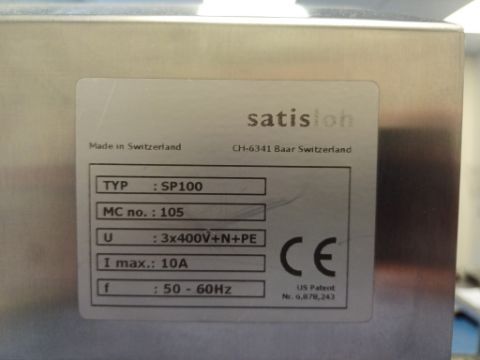 satisloh
Made in Switzerland
CH-6341 Baar Switzerland
TYP : SP100
MC no. : 105
U : 3x400V+N+PE
I max.: 10A
f : 50 - 60Hz
CE
US Patent
Nr. 6,878,243